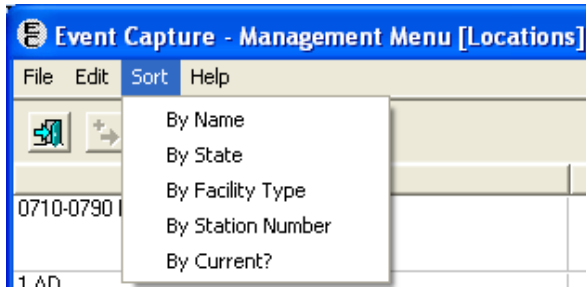 Event Capture - Management Menu [Locations]
File Edit Sort Help
By Name
By State
By Facility Type
0710-0790
By Station Number
By Current?
1 AD